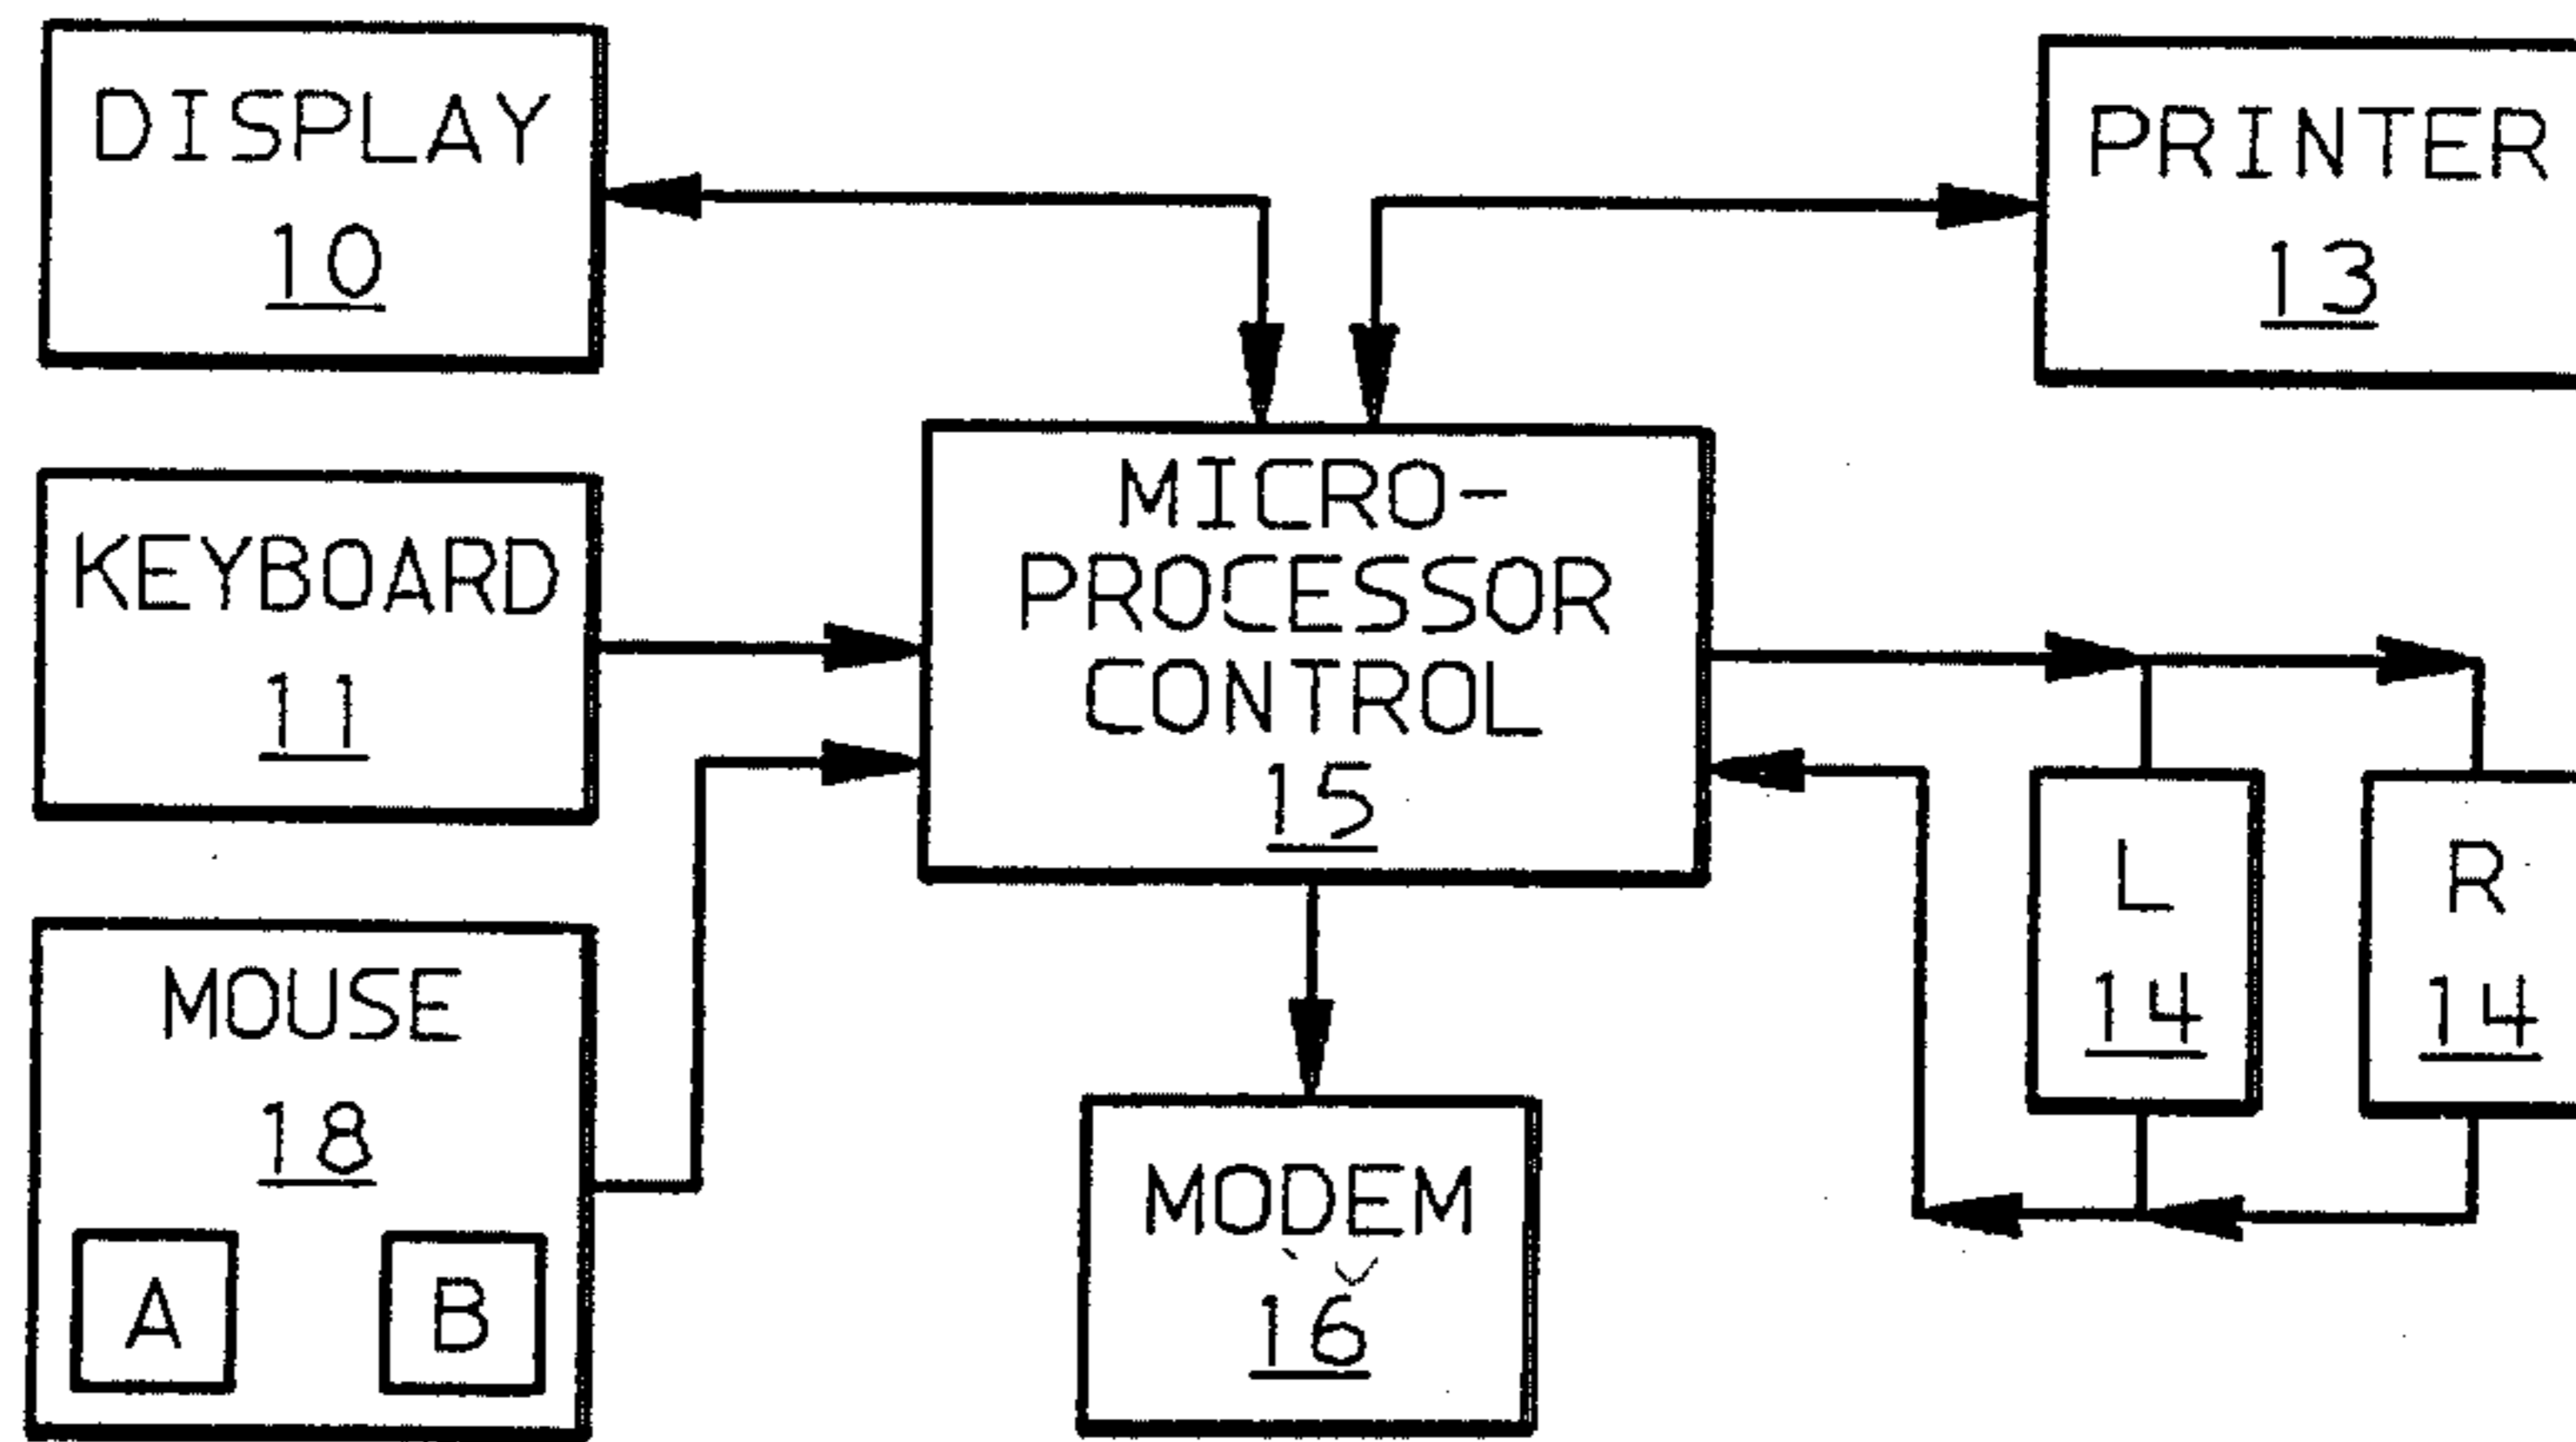 DISPLAY
10
PRINTER
13
KEYBOARD
11
MICRO-
PROCESSOR
CONTROL
15
L
14
R
14
MOUSE
18
A
B
MODEM
16